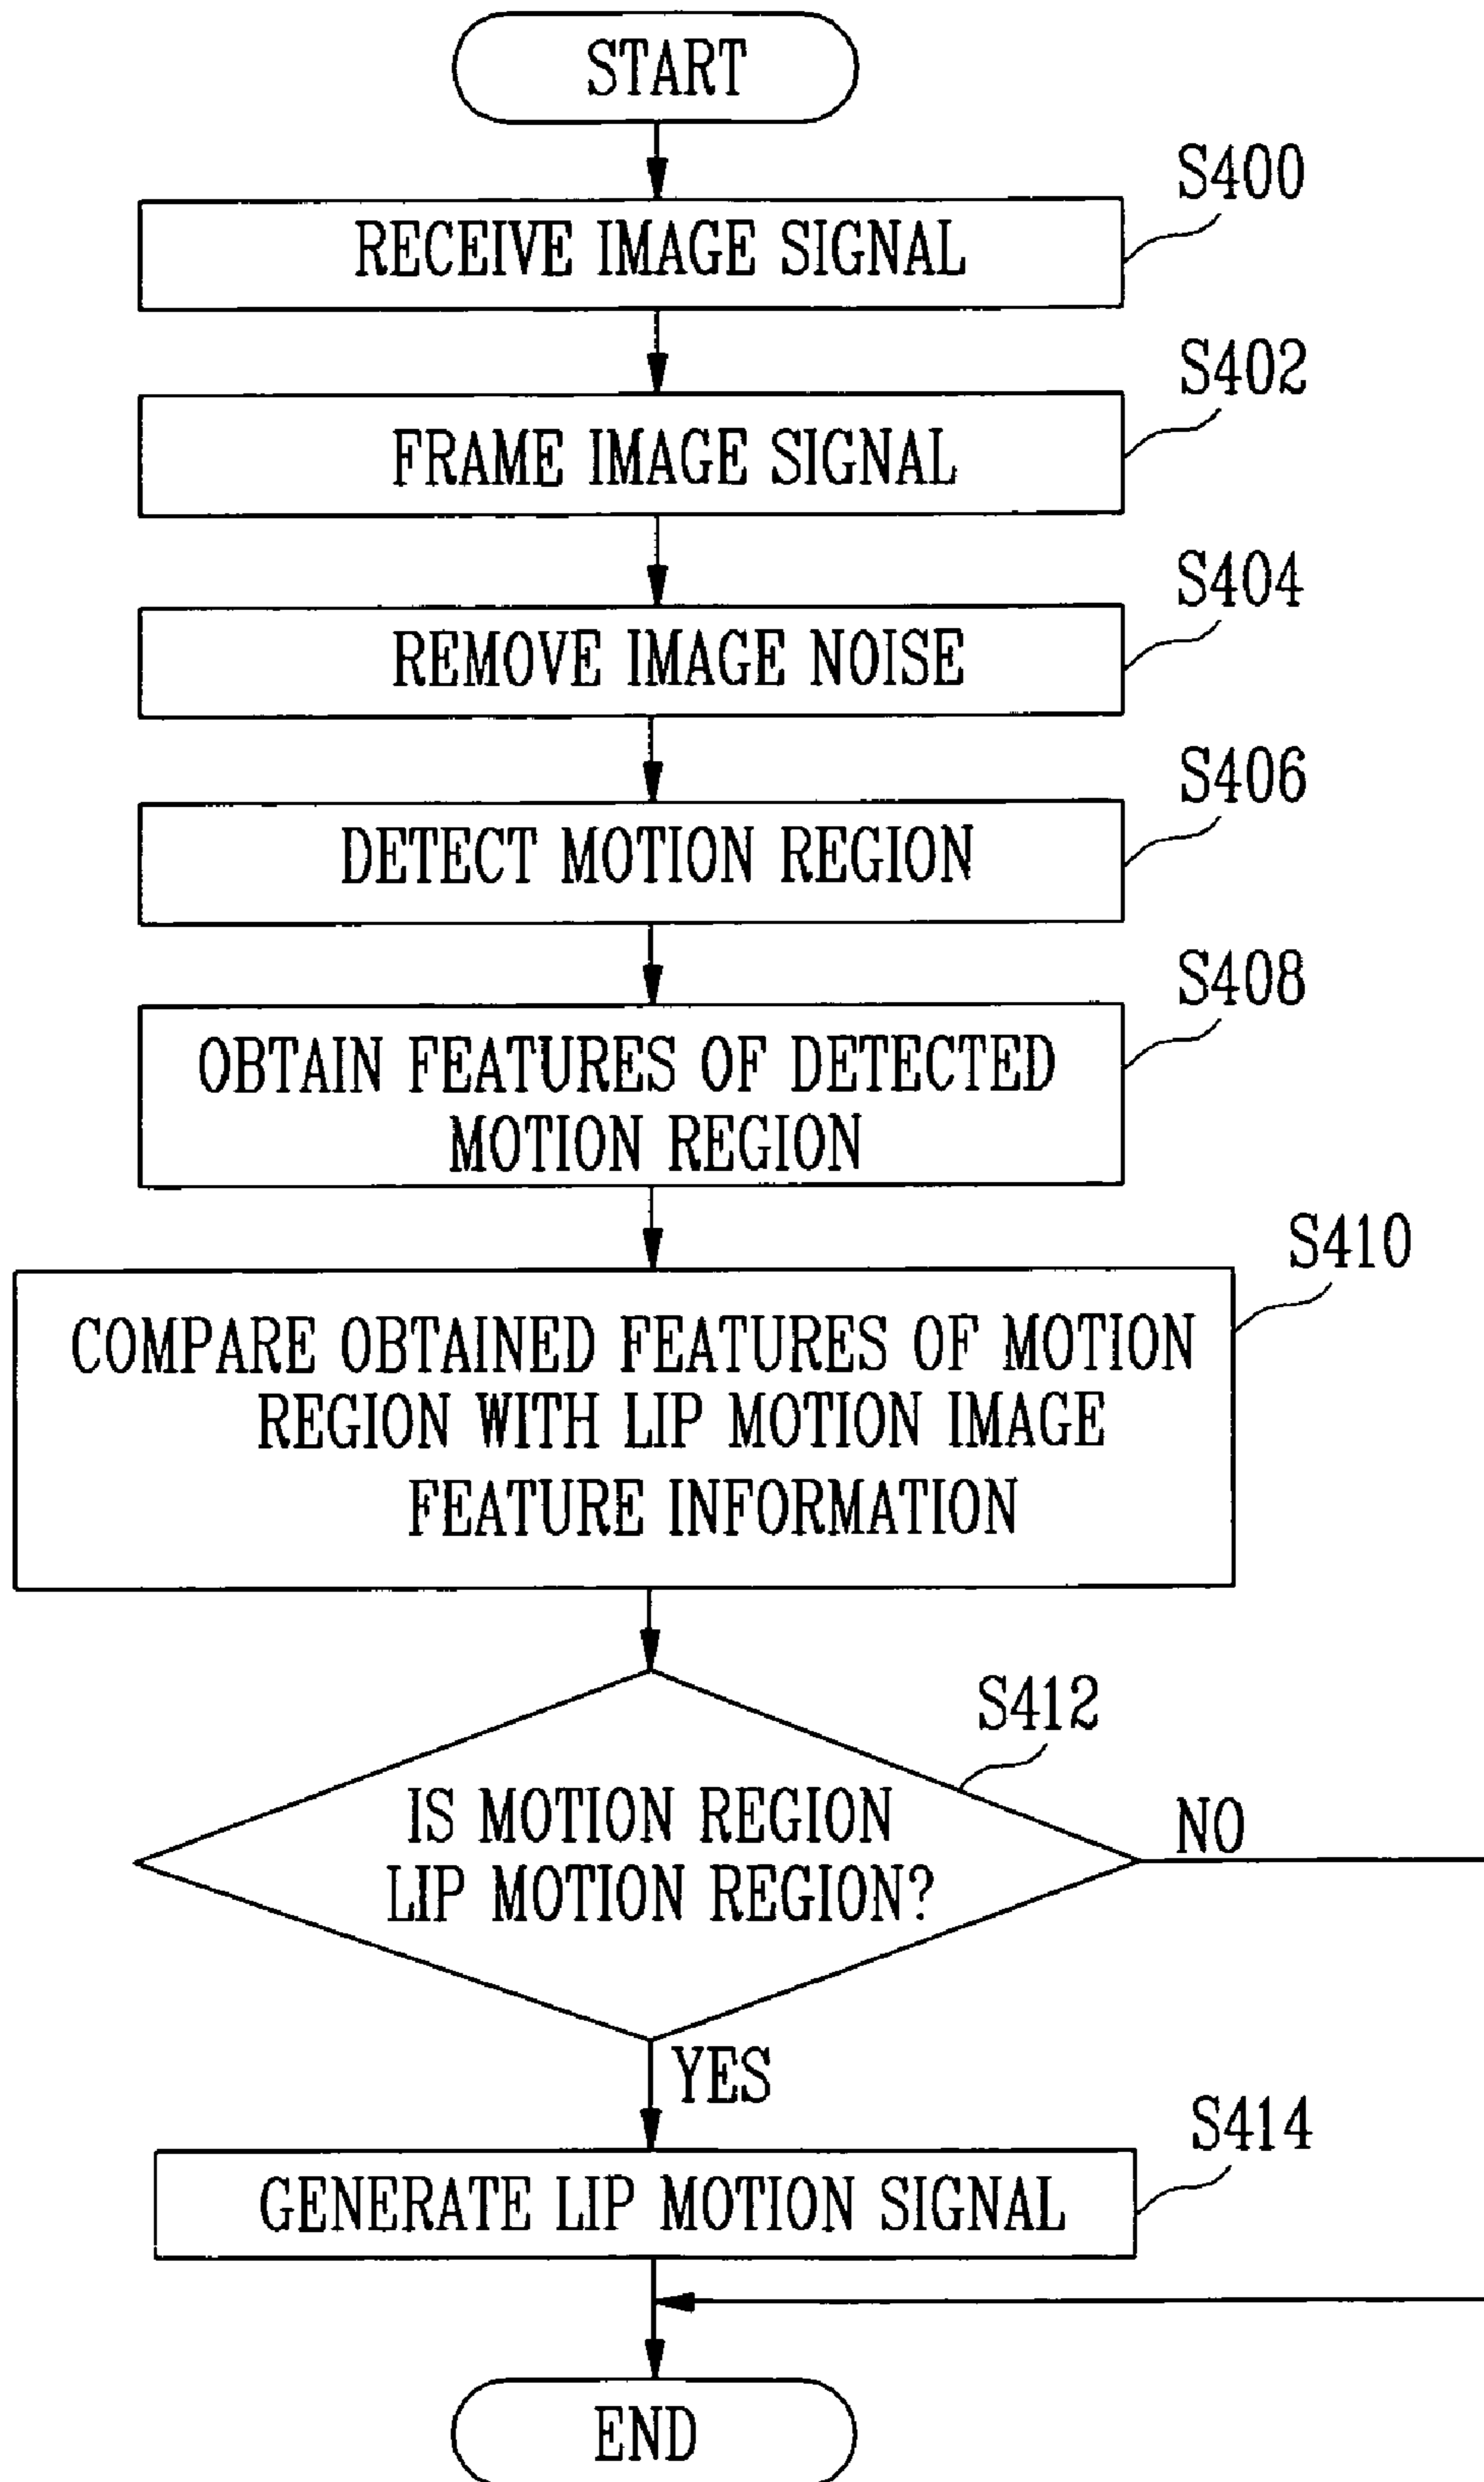 START
S400
RECEIVE IMAGE SIGNAL
S402
FRAME IMAGE SIGNAL
S404
REMOVE IMAGE NOISE
S406
DETECT MOTION REGION
S408
OBTAIN FEATURES OF DETECTED
MOTION REGION
S410
COMPARE OBTAINED FEATURES OF MOTION
REGION WITH LIP MOTION IMAGE
FEATURE INFORMATION
S412
IS MOTION REGION
LIP MOTION REGION?
NO
YES
S414
GENERATE LIP MOTION SIGNAL
END